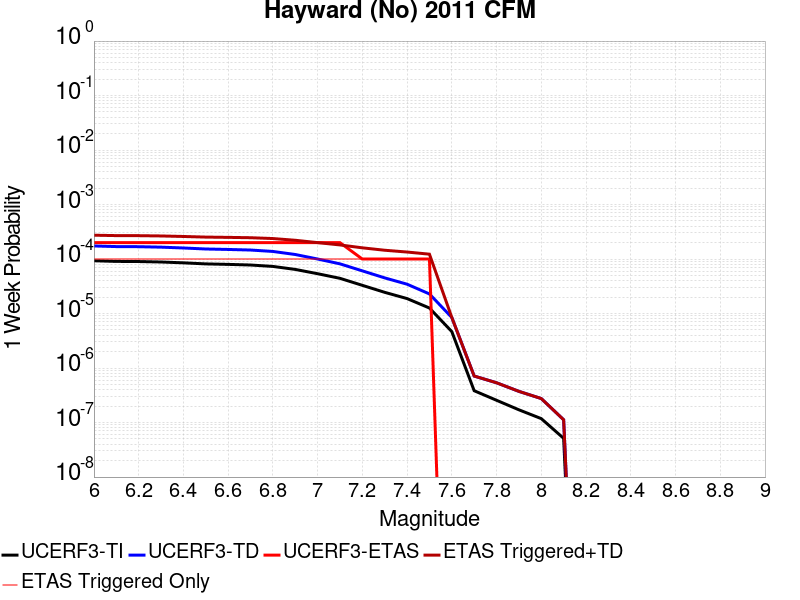 Hayward (No) 2011 CFM
1 Week Probability
10^0
10^-1
10^-2
10^-3
10^-4
10^-5
10^-6
10^-7
10^-8
6 6.2 6.4 6.6 6.8 7 7.2 7.4 7.6 7.8 8 8.2 8.4 8.6 8.8 9
Magnitude
UCERF3-TI UCERF3-TD UCERF3-ETAS ETAS Triggered+TD
ETAS Triggered Only